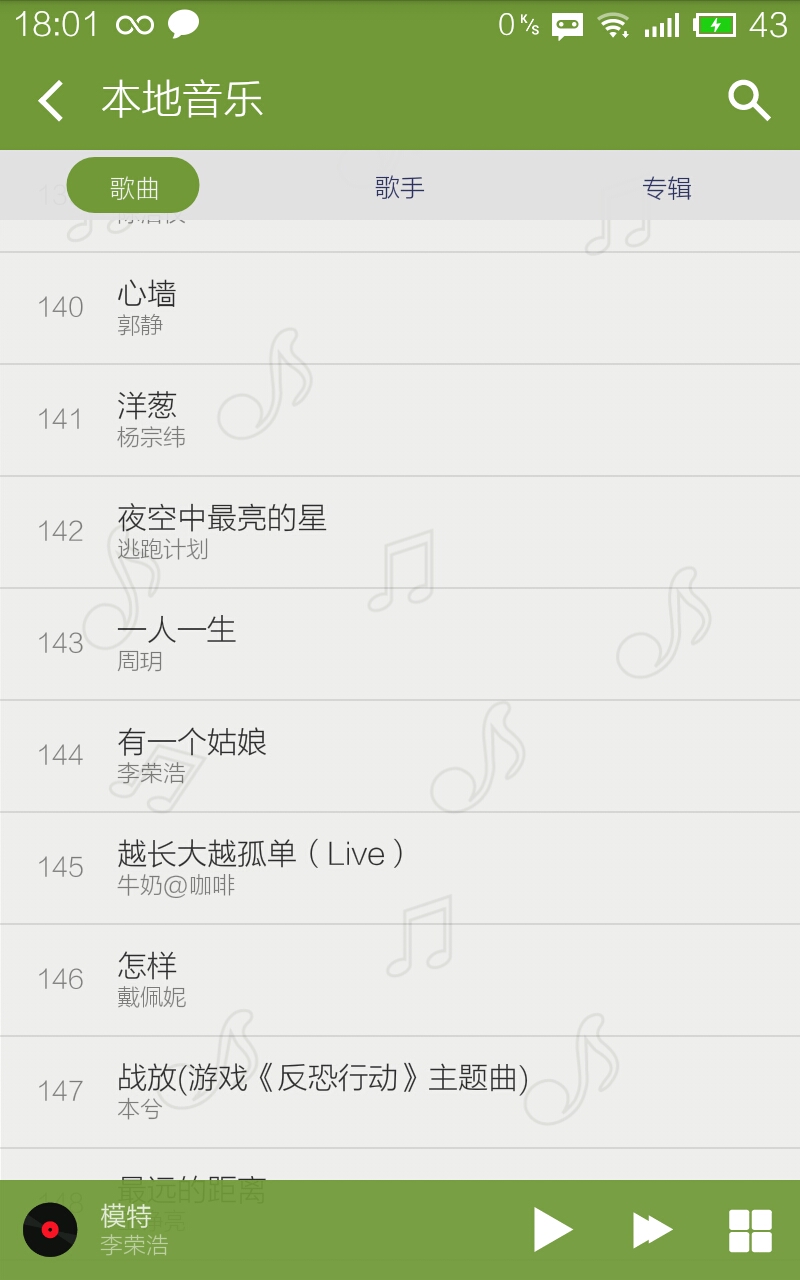 18:01 0 K/s 43
本地音乐
歌曲 歌手 专辑
140 心墙
郭静
141 洋葱
杨宗纬
142 夜空中最亮的星
逃跑计划
143 一人一生
周玥
144 有一个姑娘
李荣浩
145 越长大越孤单（Live）
牛奶@咖啡
146 怎样
戴佩妮
147 战放(游戏《反恐行动》主题曲)
本兮
148 最远的距离
模特
李荣浩